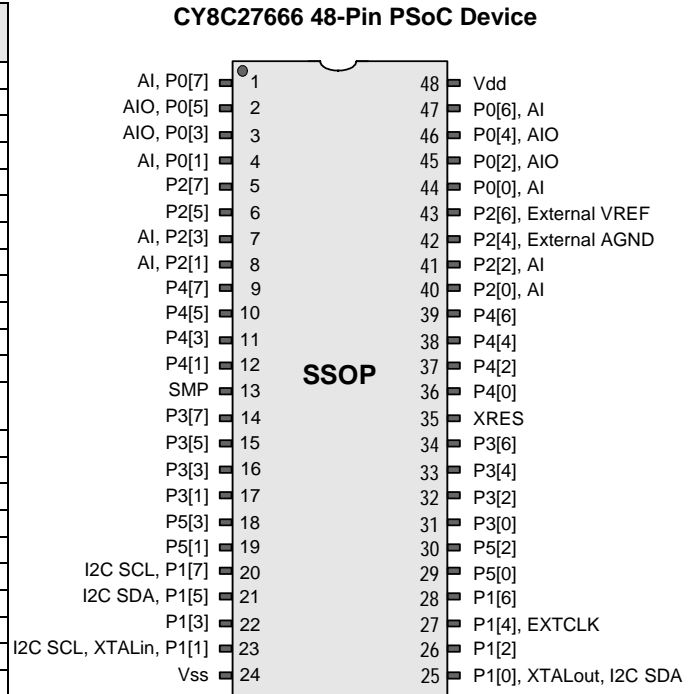 CY8C27666 48-Pin PSoC Device
AI, P0[7] 1 48 Vdd
AIO, P0[5] 2 47 P0[6], AI
AIO, P0[3] 3 46 P0[4], AIO
AI, P0[1] 4 45 P0[2], AIO
P2[7] 5 44 P0[0], AI
P2[5] 6 43 P2[6], External VREF
AI, P2[3] 7 42 P2[4], External AGND
AI, P2[1] 8 41 P2[2], AI
P4[7] 9 40 P2[0], AI
P4[5] 10 39 P4[6]
P4[3] 11 38 P4[4]
P4[1] 12 SSOP 37 P4[2]
SMP 13 36 P4[0]
P3[7] 14 35 XRES
P3[5] 15 34 P3[6]
P3[3] 16 33 P3[4]
P3[1] 17 32 P3[2]
P5[3] 18 31 P3[0]
P5[1] 19 30 P5[2]
I2C SCL, P1[7] 20 29 P5[0]
I2C SDA, P1[5] 21 28 P1[6]
P1[3] 22 27 P1[4], EXTCLK
I2C SCL, XTALin, P1[1] 23 26 P1[2]
Vss 24 25 P1[0], XTALout, I2C SDA